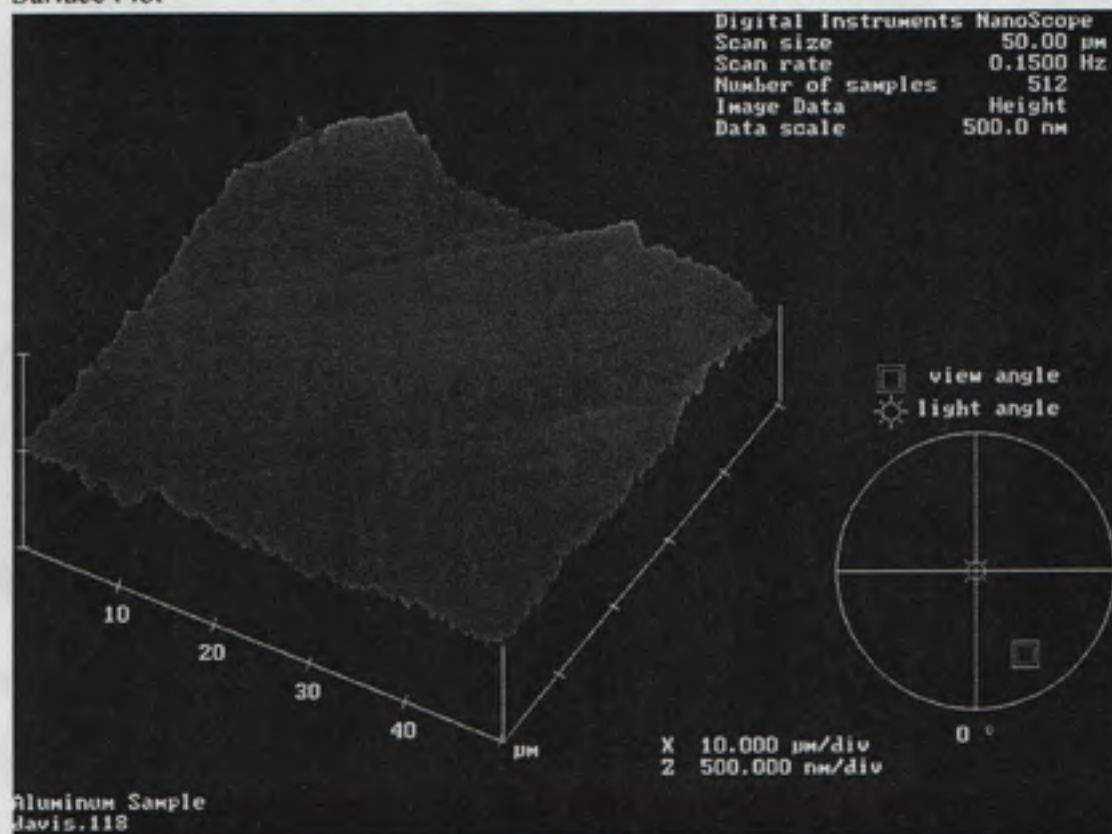 Surface Plot
Digital Instruments NanoScope
Scan size 50.00 µm
Scan rate 0.1500 Hz
Number of samples 512
Image Data Height
Data scale 500.0 nm
view angle
light angle
10
20
30
40
µm
X 10.000 µm/div
Z 500.000 nm/div
0 °
Aluminum Sample
davis.118